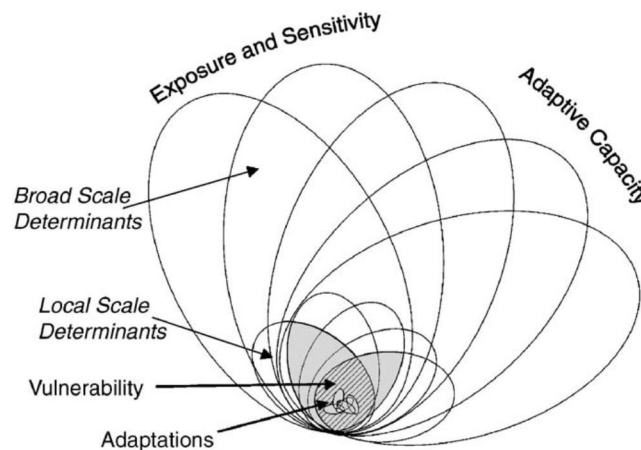 Exposure and Sensitivity
Adaptive Capacity
Broad Scale
Determinants
Local Scale
Determinants
Vulnerability
Adaptations